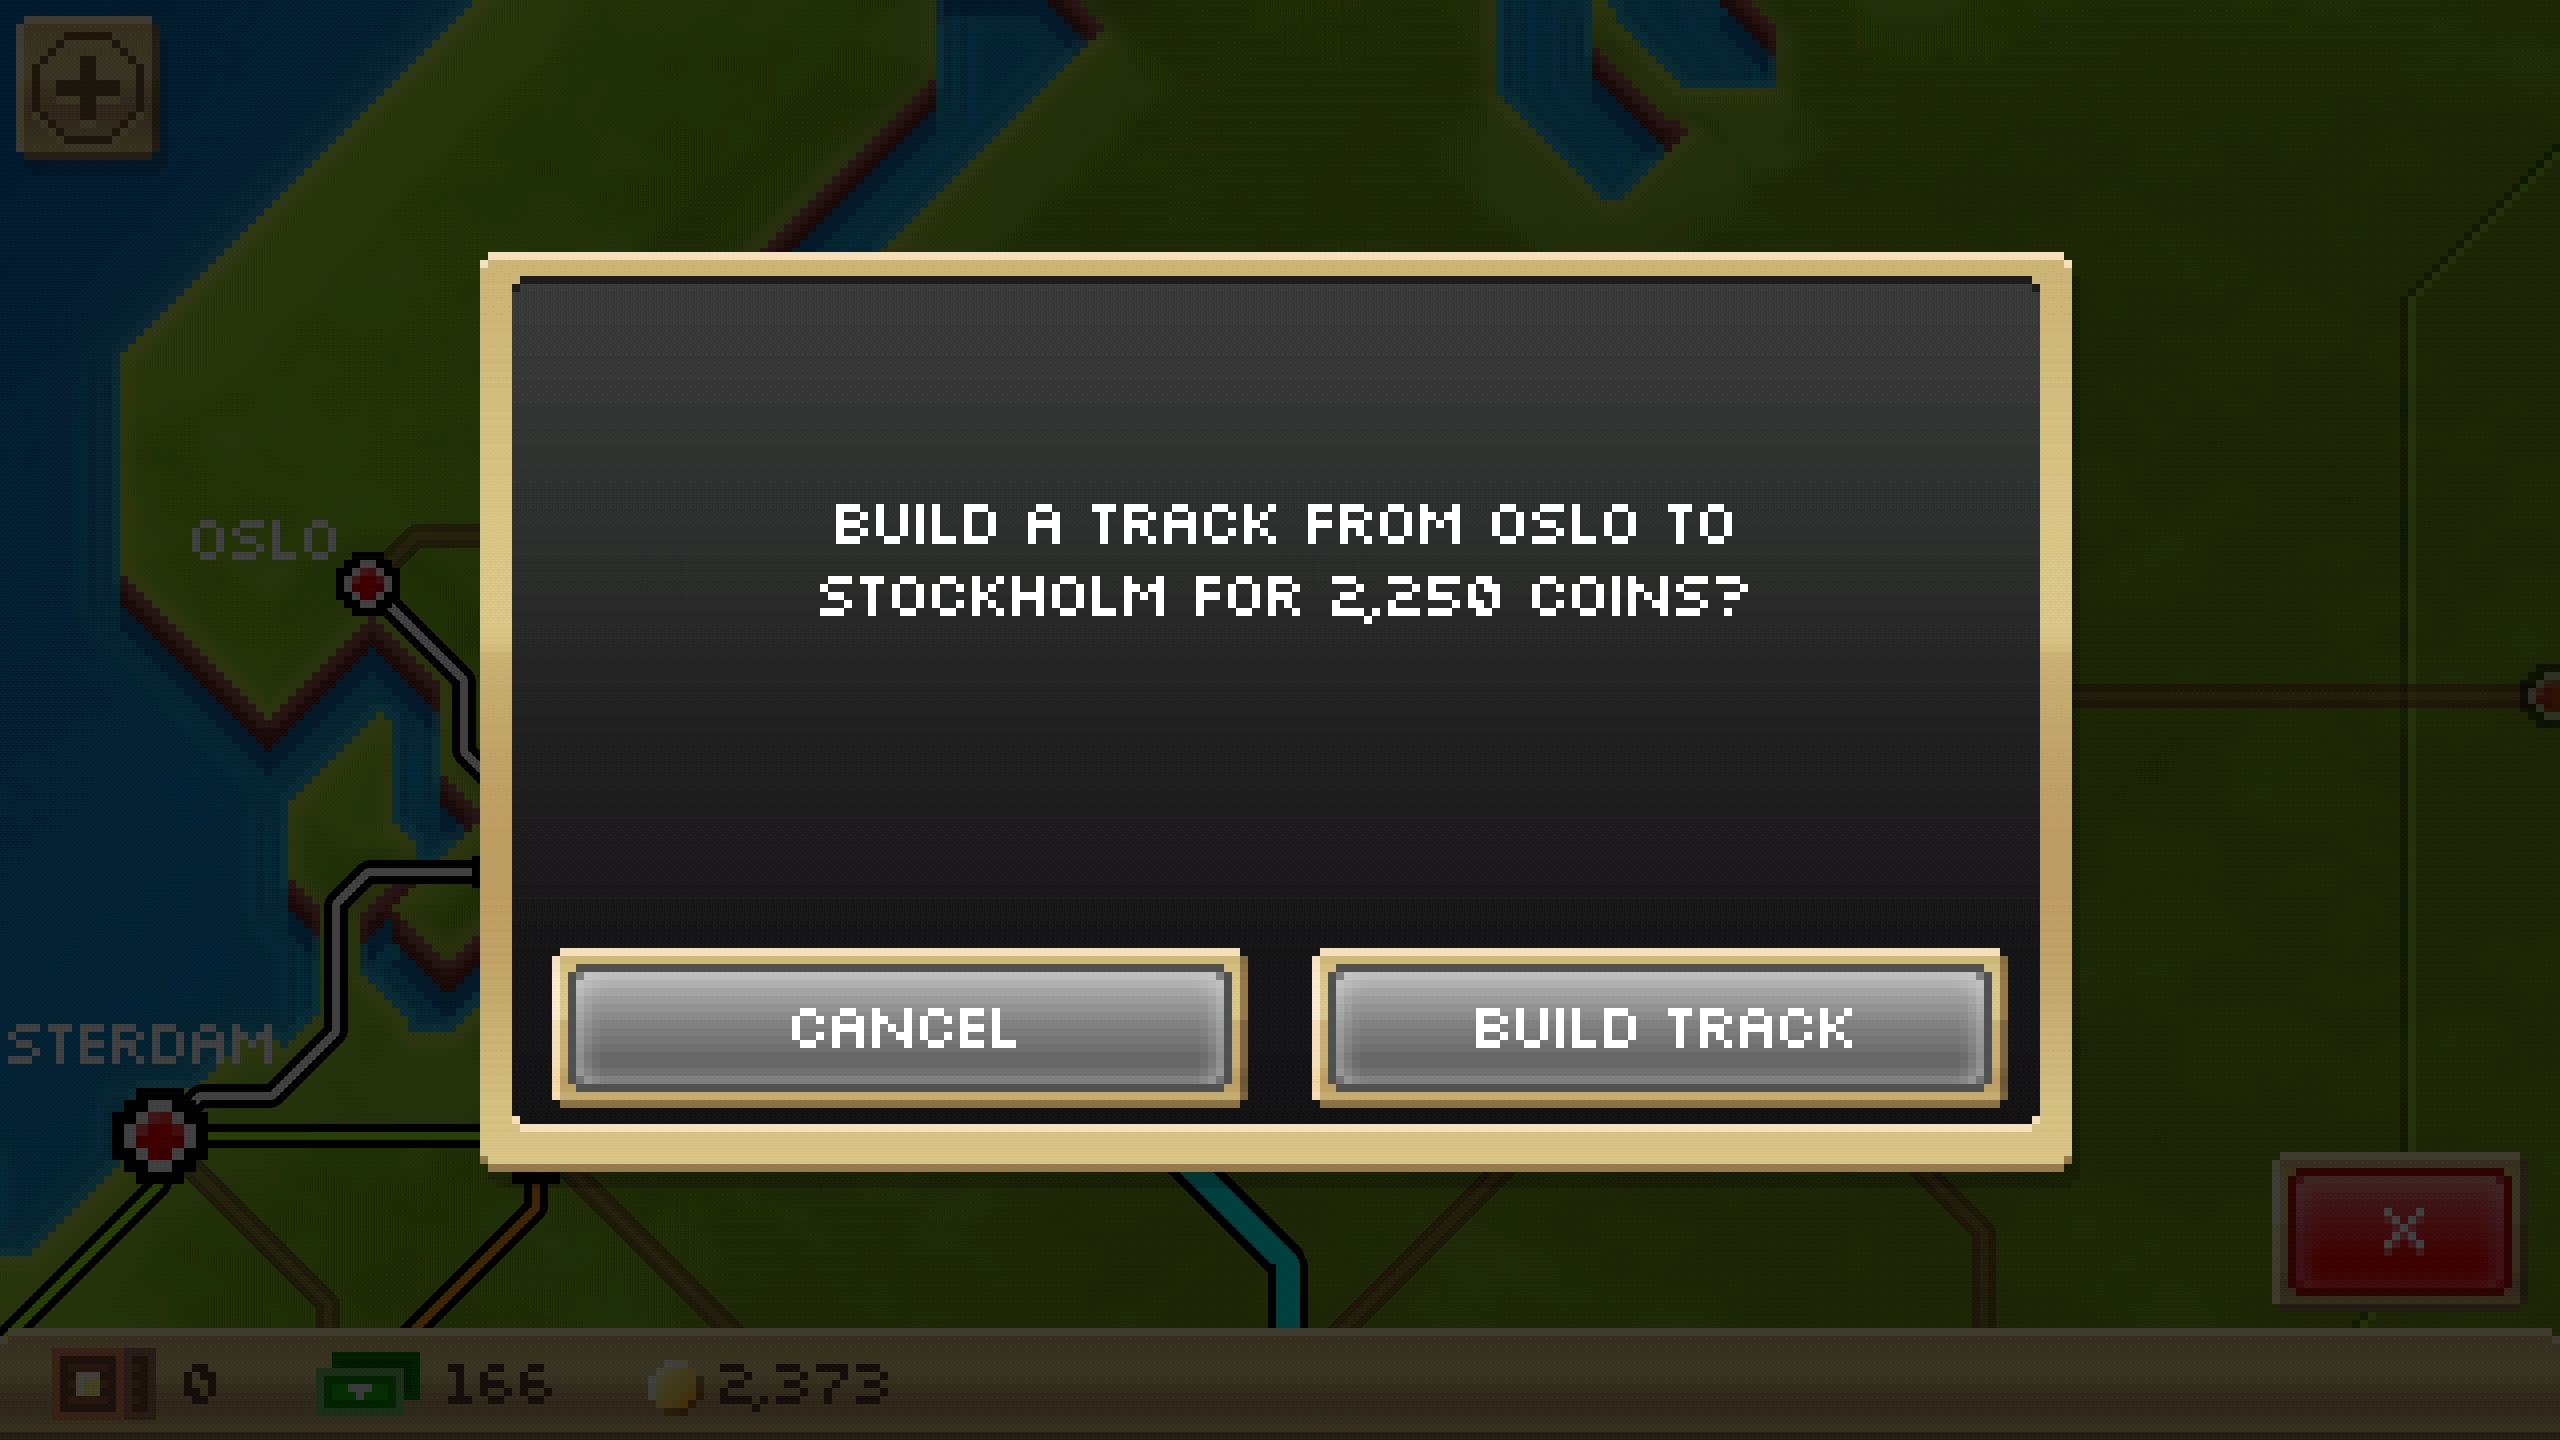 OSLO
BUILD A TRACK FROM OSLO TO
STOCKHOLM FOR 2,250 COINS?
STERDAM
CANCEL
BUILD TRACK
X
0
166
2,373